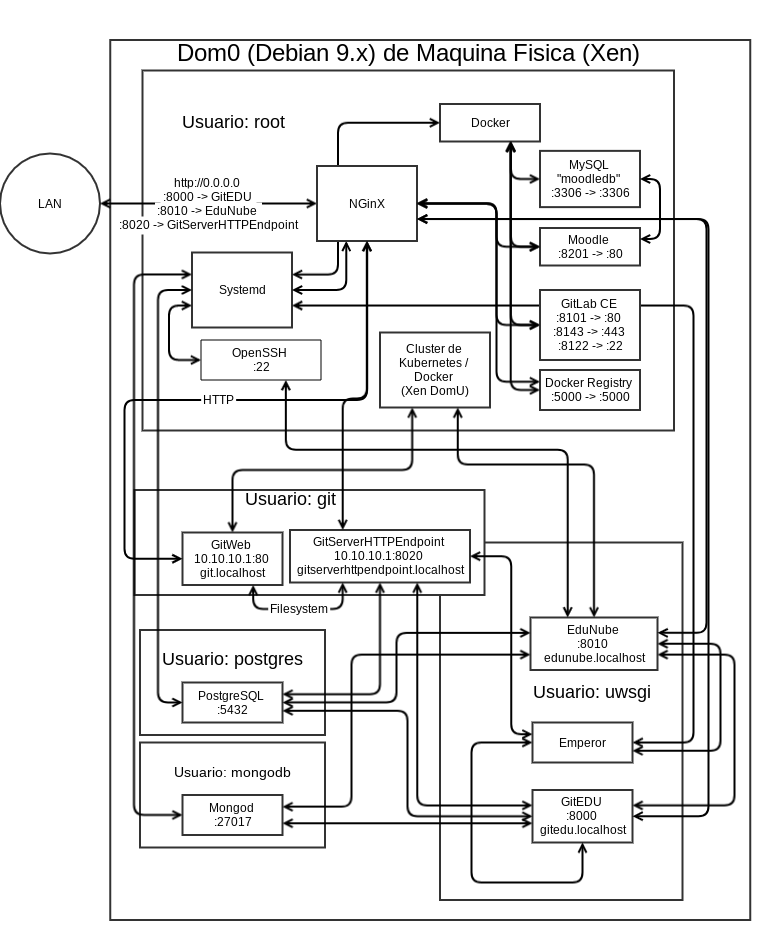 Dom0 (Debian 9.x) de Maquina Fisica (Xen)
Usuario: root
Docker
MySQL
"moodledb"
:3306 -> :3306
LAN
http://0.0.0.0
:8000 -> GitEDU
:8010 -> EduNube
:8020 -> GitServerHTTPEndpoint
NGinX
Moodle
:8201 -> :80
Systemd
GitLab CE
:8101 -> :80
:8143 -> :443
:8122 -> :22
OpenSSH
:22
Cluster de
Kubernetes /
Docker
(Xen DomU)
Docker Registry
:5000 -> :5000
HTTP
Usuario: git
GitWeb
10.10.10.1:80
git.localhost
GitServerHTTPEndpoint
10.10.10.1:8020
gitserverhttpendpoint.localhost
Filesystem
EduNube
:8010
edunube.localhost
Usuario: postgres
PostgreSQL
:5432
Usuario: uwsgi
Emperor
Usuario: mongodb
Mongod
:27017
GitEDU
:8000
gitedu.localhost